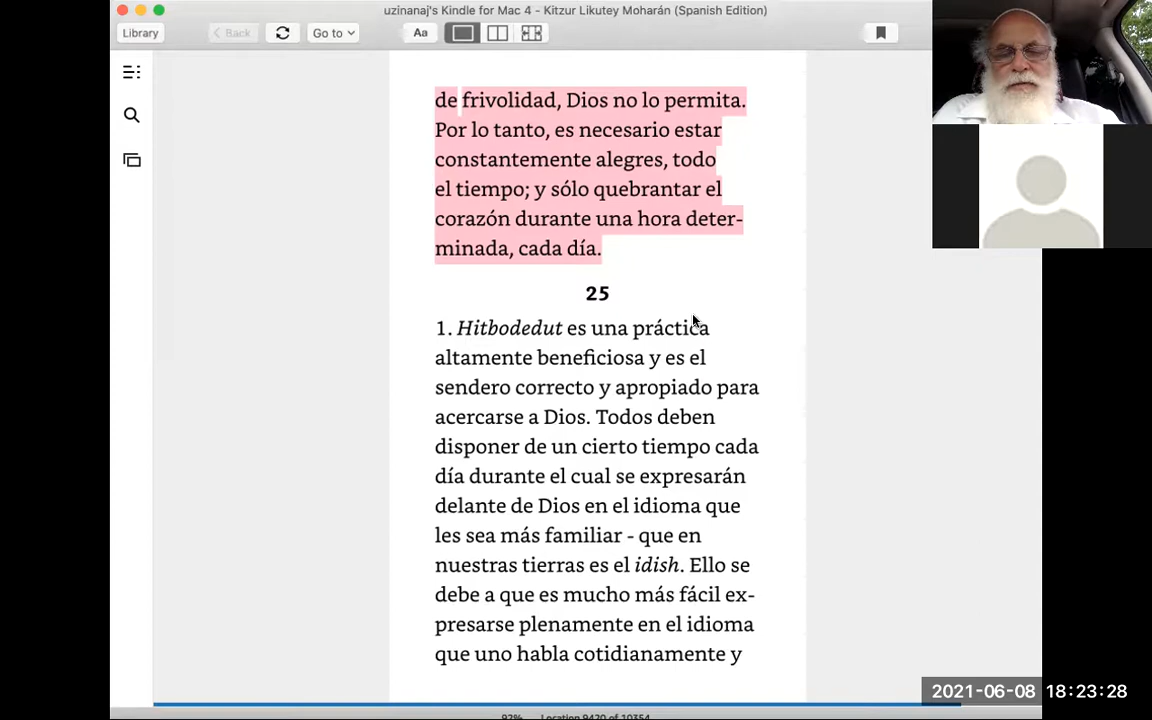 uzinanaj's Kindle for Mac 4 - Kitzur Likutey Moharán (Spanish Edition)
Library
Back
Go to
Aa
de frivolidad, Dios no lo permita.
Por lo tanto, es necesario estar
constantemente alegres, todo
el tiempo; y sólo quebrantar el
corazón durante una hora deter-
minada, cada día.
25
1. Hitbodedut es una práctica
altamente beneficiosa y es el
sendero correcto y apropiado para
acercarse a Dios. Todos deben
disponer de un cierto tiempo cada
día durante el cual se expresarán
delante de Dios en el idioma que
les sea más familiar - que en
nuestras tierras es el idish. Ello se
debe a que es mucho más fácil ex-
presarse plenamente en el idioma
que uno habla cotidianamente y
92% Location 9420 of 10354
2021-06-08 18:23:28